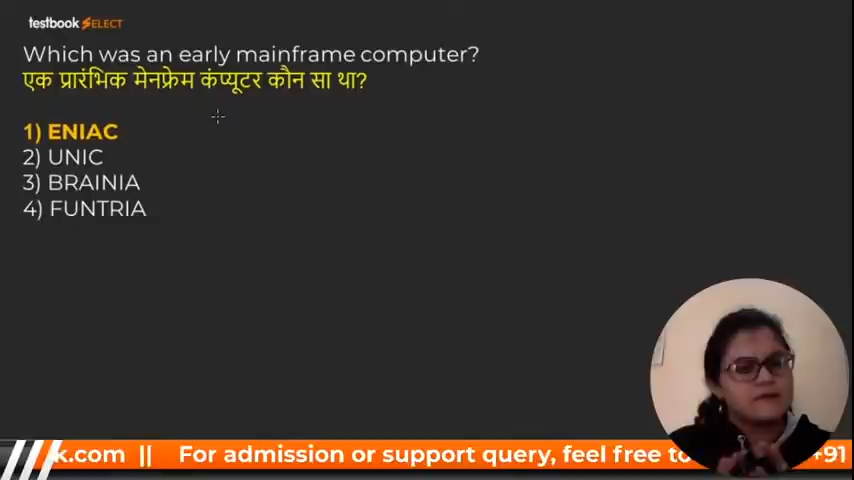 testbook SELECT
Which was an early mainframe computer?
एक प्रारंभिक मेनफ्रेम कंप्यूटर कौन सा था?
1) ENIAC
2) UNIC
3) BRAINIA
4) FUNTRIA
k.com || For admission or support query, feel free to +91